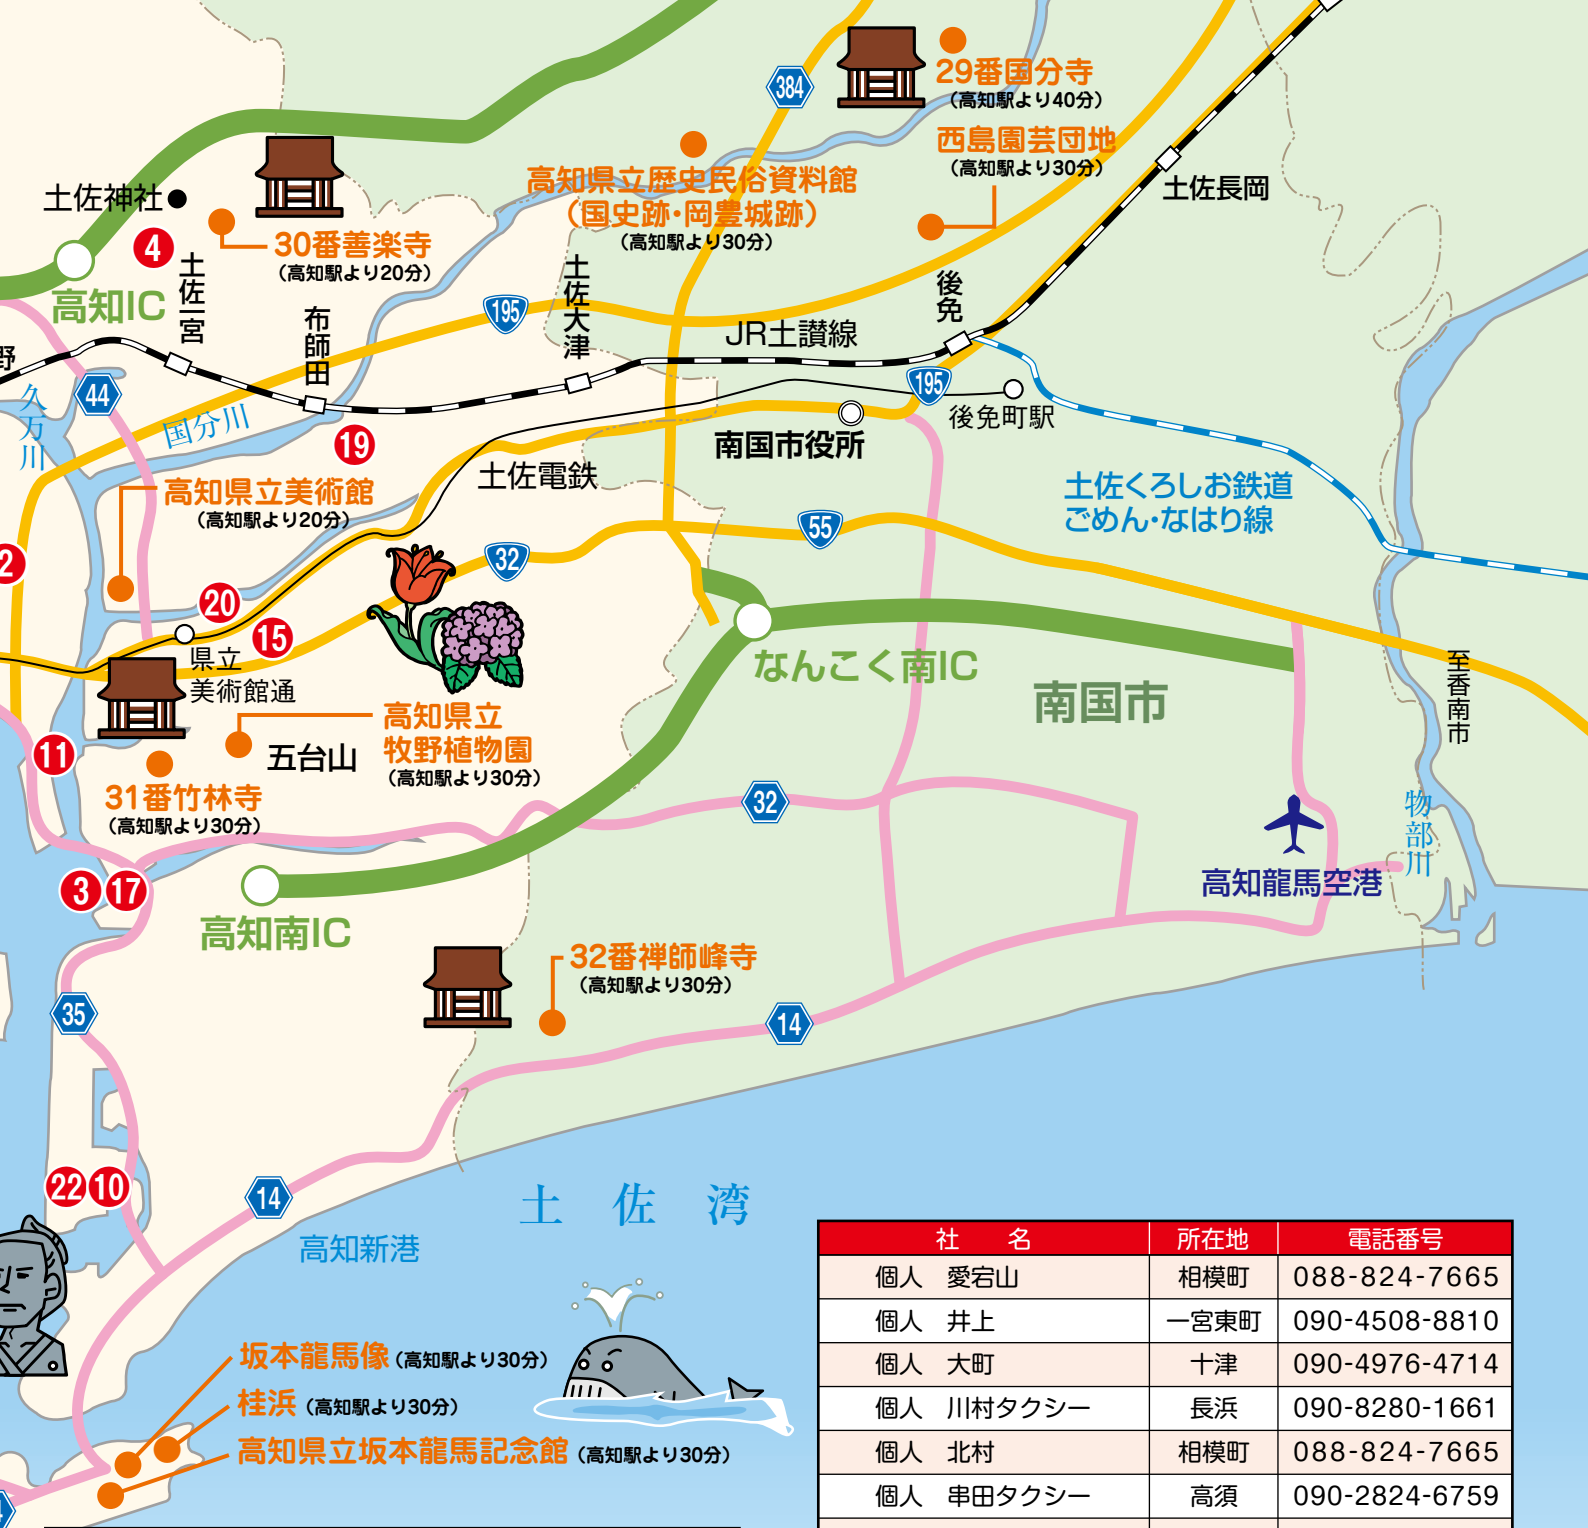 384
29番国分寺
(高知駅より40分)
西島園芸団地
(高知駅より30分)
土佐長岡
高知県立歴史民俗資料館
(国史跡・岡豊城跡)
(高知駅より30分)
土佐神社
4
30番善楽寺
(高知駅より20分)
高知IC
土佐一宮
布師田
土佐大津
後免
195
JR土讃線
野
44
久万川
国分川
19
195
後免町駅
南国市役所
土佐電鉄
土佐くろしお鉄道
ごめん・なはり線
高知県立美術館
(高知駅より20分)
2
32
55
20
15
県立
美術館通
なんこく南IC
南国市
至香南市
高知県立
牧野植物園
(高知駅より30分)
五台山
11
31番竹林寺
(高知駅より30分)
32
物部川
高知龍馬空港
3
17
高知南IC
32番禅師峰寺
(高知駅より30分)
35
14
22
10
14
土佐湾
高知新港
坂本龍馬像(高知駅より30分)
桂浜(高知駅より30分)
高知県立坂本龍馬記念館(高知駅より30分)
社 名 所在地 電話番号
個人 愛宕山 相模町 088-824-7665
個人 井上 一宮東町 090-4508-8810
個人 大町 十津 090-4976-4714
個人 川村タクシー 長浜 090-8280-1661
個人 北村 相模町 088-824-7665
個人 串田タクシー 高須 090-2824-6759